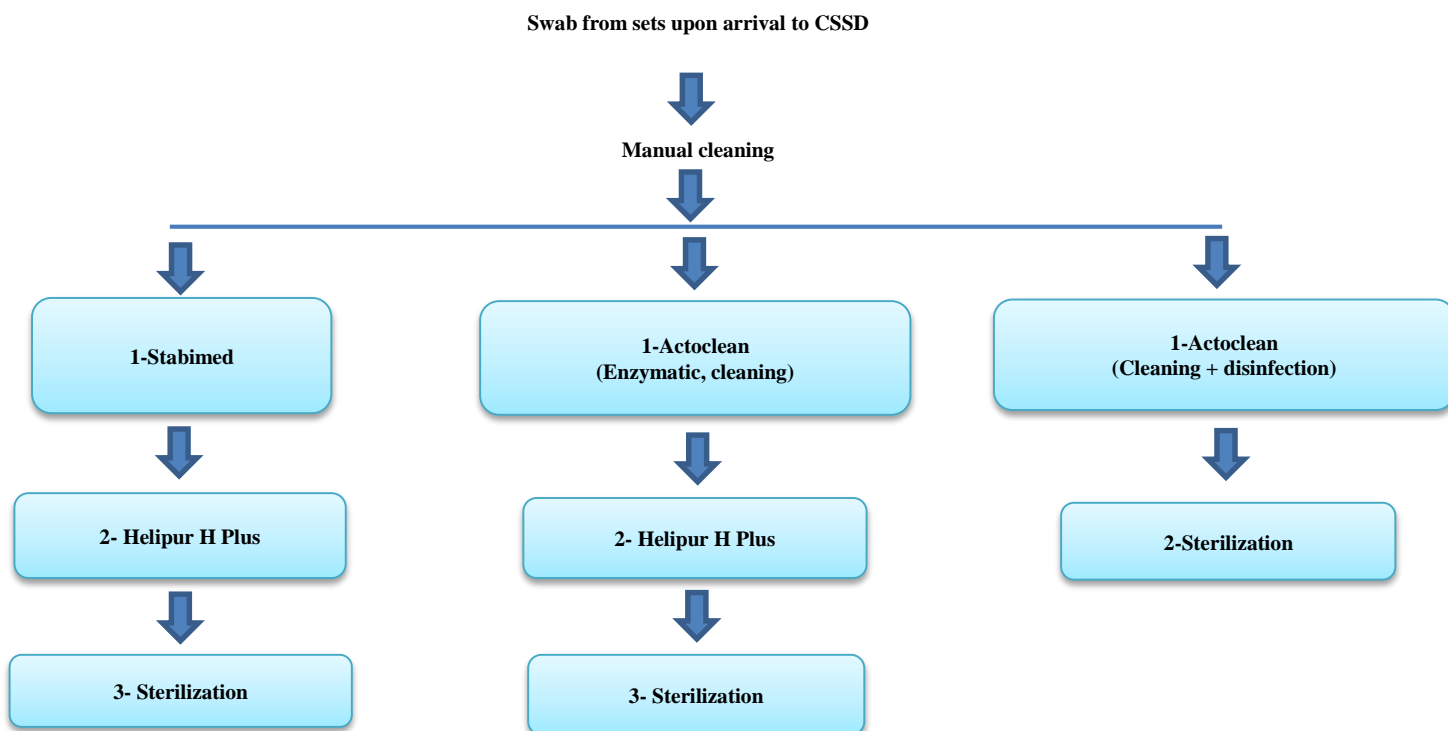 Swab from sets upon arrival to CSSD
Manual cleaning
1-Stabimed
1-Actoclean
(Enzymatic, cleaning)
1-Actoclean
(Cleaning + disinfection)
2- Helipur H Plus
2- Helipur H Plus
2-Sterilization
3- Sterilization
3- Sterilization